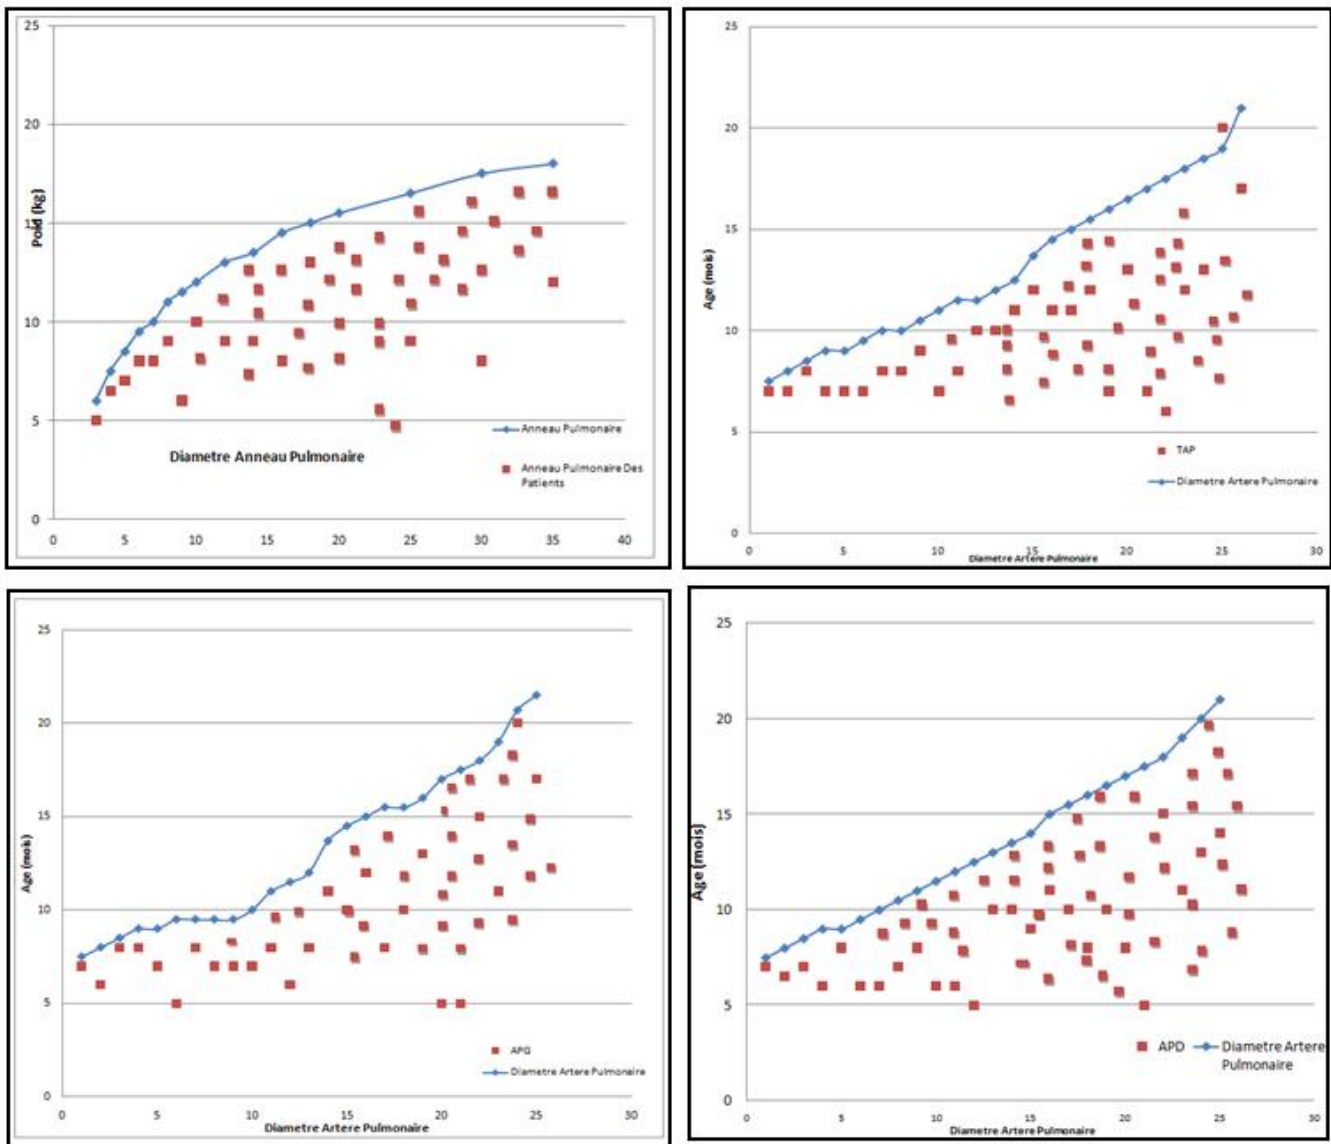 25
20
15
10
5
0
Poid (kg)
Diametre Anneau Pulmonaire
Anneau Pulmonaire
Anneau Pulmonaire Des
Patients
0 5 10 15 20 25 30 35 40
25
20
15
10
5
0
Age (mois)
TAP
Diametre Artere Pulmonaire
0 5 10 15 20 25 30
Diametre Artere Pulmonaire
25
20
15
10
5
0
Age (mois)
APG
Diametre Artere Pulmonaire
0 5 10 15 20 25 30
Diametre Artere Pulmonaire
25
20
15
10
5
0
Age (mois)
APD Diametre Artere
Pulmonaire
0 5 10 15 20 25 30
Diametre Artere Pulmonaire